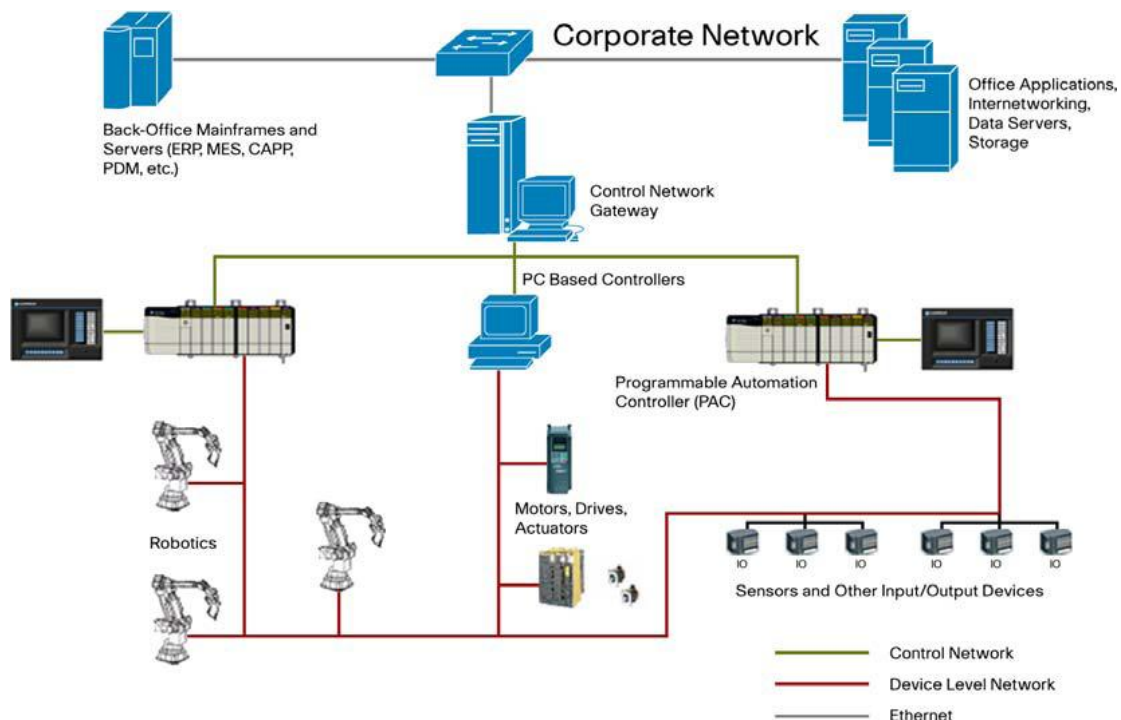 Corporate Network
Back-Office Mainframes and
Servers (ERP, MES, CAPP,
PDM, etc.)
Office Applications,
Internetworking,
Data Servers,
Storage
Control Network
Gateway
PC Based Controllers
Programmable Automation
Controller (PAC)
Motors, Drives,
Actuators
Robotics
IO
IO
IO
IO
IO
IO
Sensors and Other Input/Output Devices
Control Network
Device Level Network
Ethernet